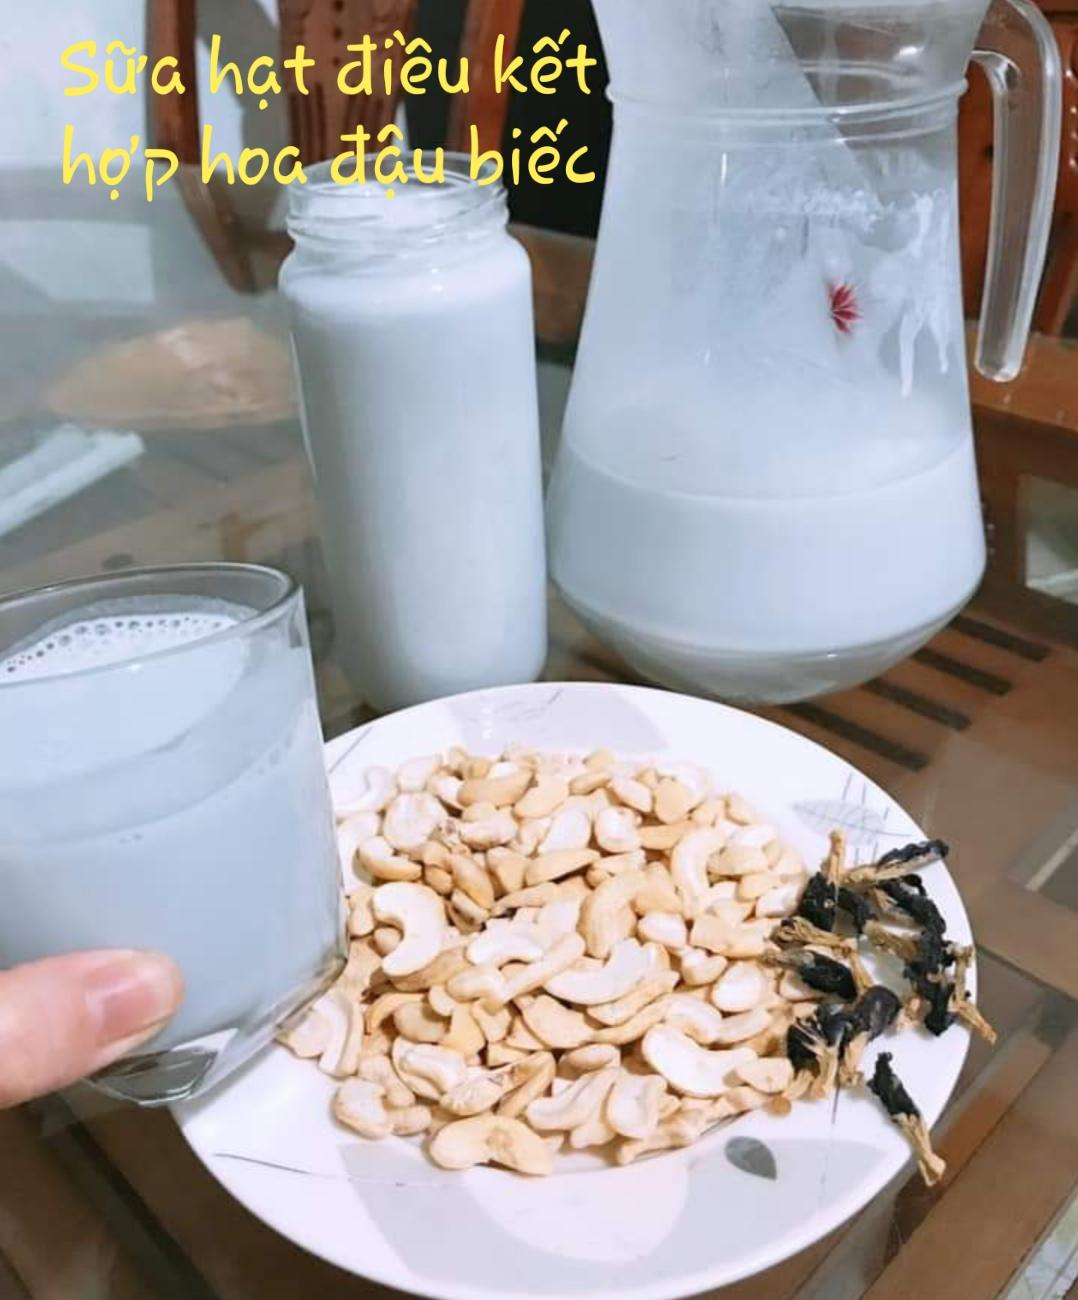 Sữa hạt điều kết
hợp hoa đậu biếc